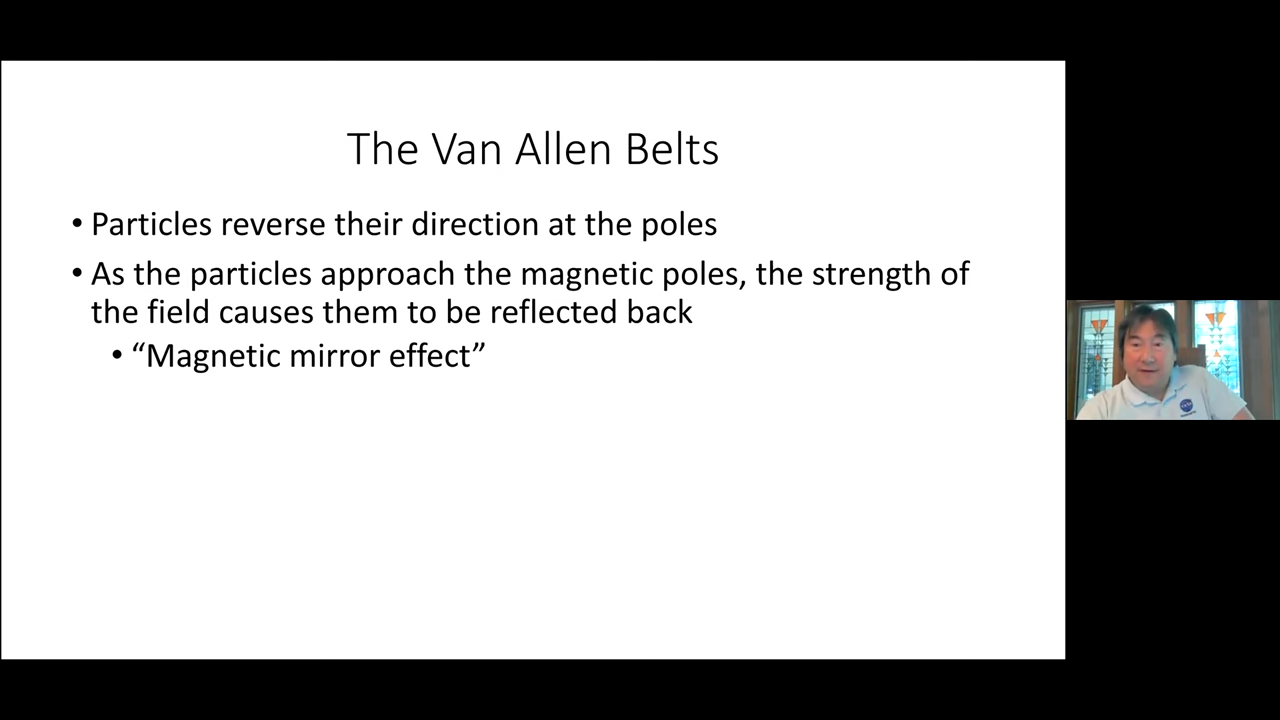 The Van Allen Belts
• Particles reverse their direction at the poles
• As the particles approach the magnetic poles, the strength of
the field causes them to be reflected back
• “Magnetic mirror effect”
NASA